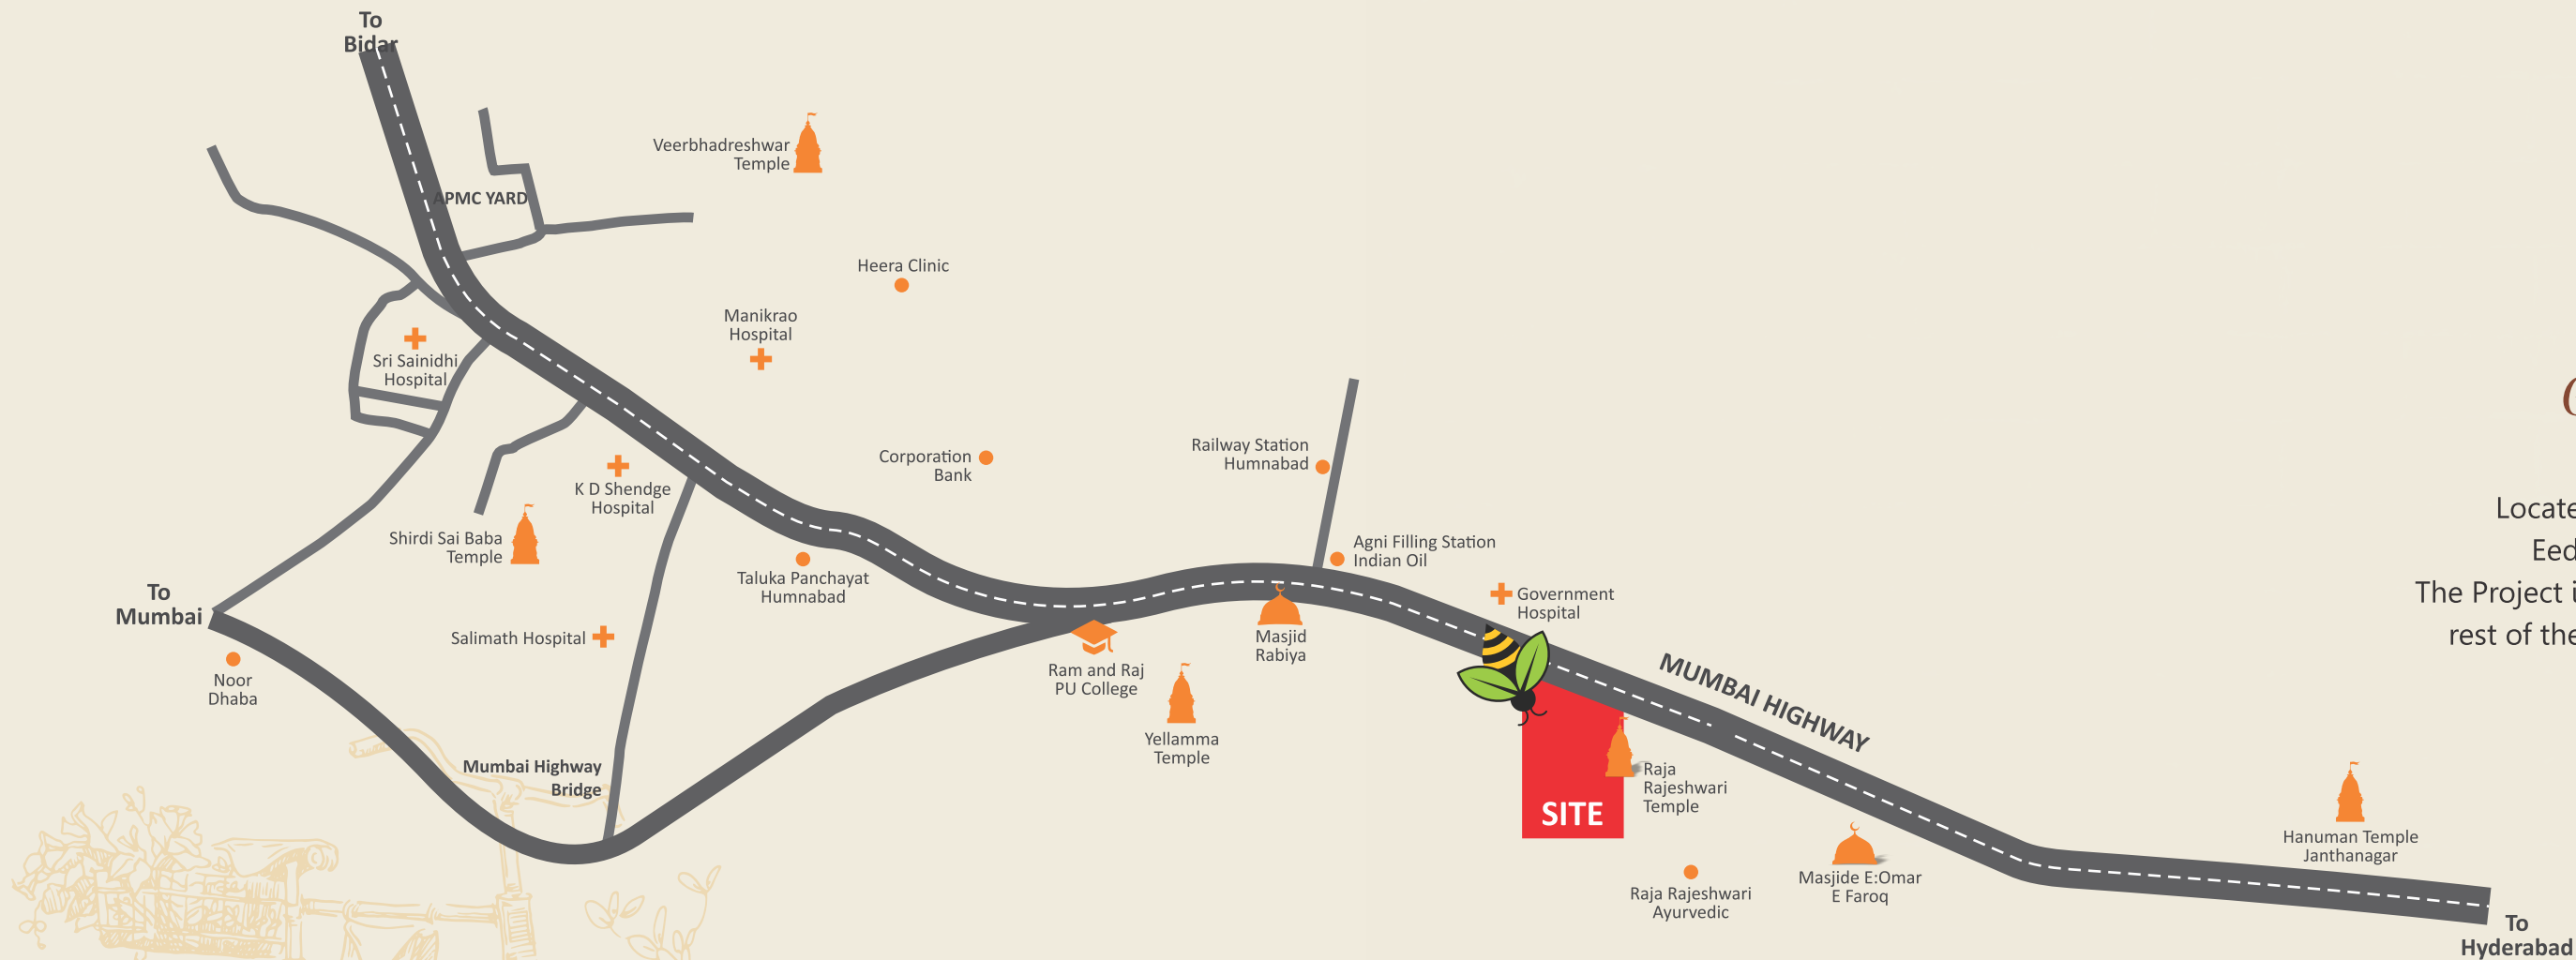 To
Bidar
Veerbhadreshwar
Temple
APMC YARD
Heera Clinic
Manikrao
Hospital
Sri Sainidhi
Hospital
Corporation
Bank
Railway Station
Humnabad
K D Shendge
Hospital
Shirdi Sai Baba
Temple
Taluka Panchayat
Humnabad
Agni Filling Station
Indian Oil
Government
Hospital
To
Mumbai
Salimath Hospital
Noor
Dhaba
Ram and Raj
PU College
Masjid
Rabiya
Yellamma
Temple
MUMBAI HIGHWAY
Mumbai Highway
Bridge
SITE
Raja
Rajeshwari
Temple
Raja Rajeshwari
Ayurvedic
Masjide E:Omar
E Faroq
Hanuman Temple
Janthanagar
To
Hyderabad
The Project
rest of the